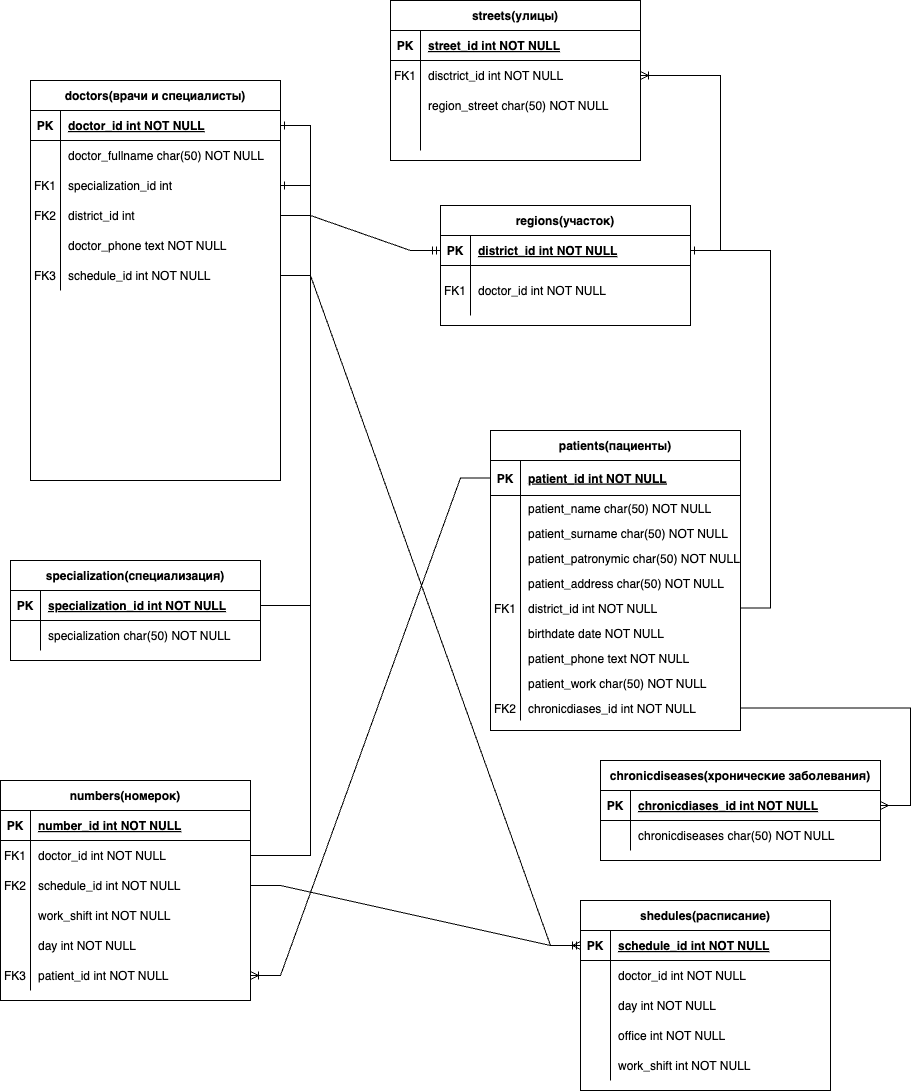 streets(улицы)
PK street_id int NOT NULL
FK1 disctrict_id int NOT NULL
region_street char(50) NOT NULL
doctors(врачи и специалисты)
PK doctor_id int NOT NULL
doctor_fullname char(50) NOT NULL
FK1 specialization_id int
FK2 district_id int
doctor_phone text NOT NULL
FK3 schedule_id int NOT NULL
regions(участок)
PK district_id int NOT NULL
FK1 doctor_id int NOT NULL
patients(пациенты)
PK patient_id int NOT NULL
patient_name char(50) NOT NULL
patient_surname char(50) NOT NULL
patient_patronymic char(50) NOT NULL
patient_address char(50) NOT NULL
FK1 district_id int NOT NULL
birthdate date NOT NULL
patient_phone text NOT NULL
patient_work char(50) NOT NULL
FK2 chronicdiases_id int NOT NULL
specialization(специализация)
PK specialization_id int NOT NULL
specialization char(50) NOT NULL
chronicdiseases(хронические заболевания)
PK chronicdiases_id int NOT NULL
chronicdiseases char(50) NOT NULL
numbers(номерок)
PK number_id int NOT NULL
FK1 doctor_id int NOT NULL
FK2 schedule_id int NOT NULL
work_shift int NOT NULL
day int NOT NULL
FK3 patient_id int NOT NULL
shedules(расписание)
PK schedule_id int NOT NULL
doctor_id int NOT NULL
day int NOT NULL
office int NOT NULL
work_shift int NOT NULL